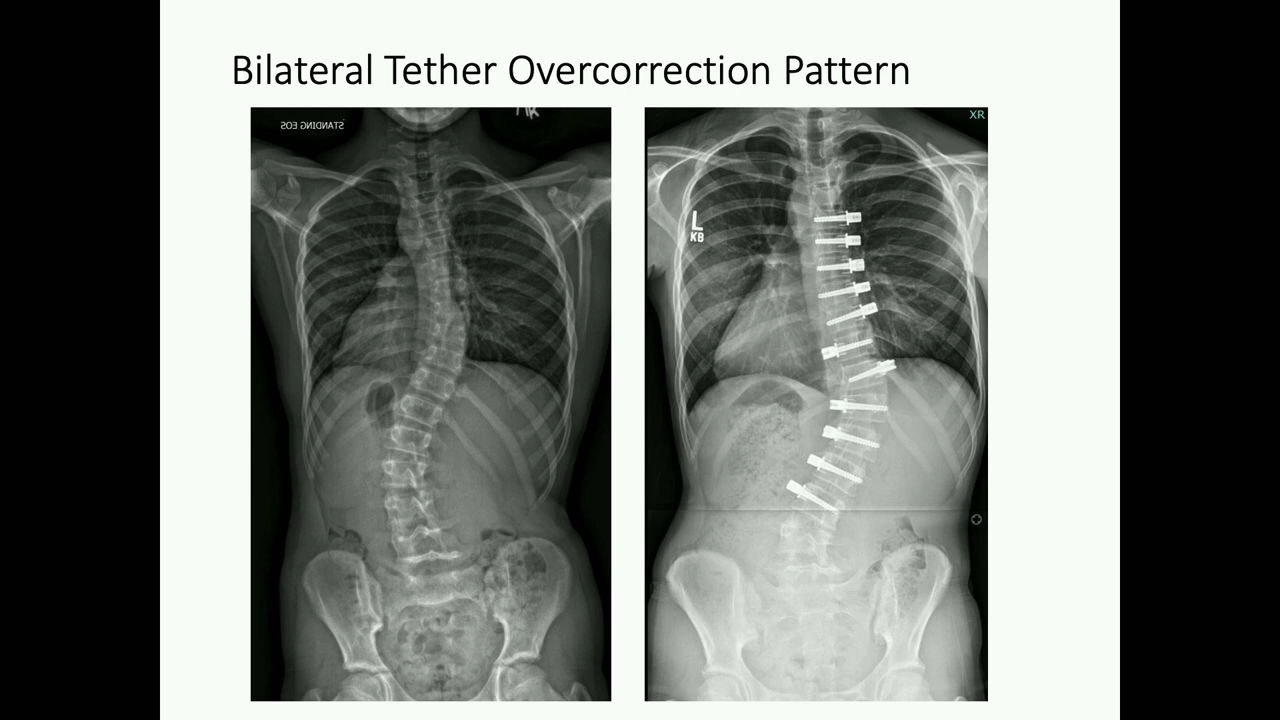 Bilateral Tether Overcorrection Pattern
STANDING EOS
XR
L
KB